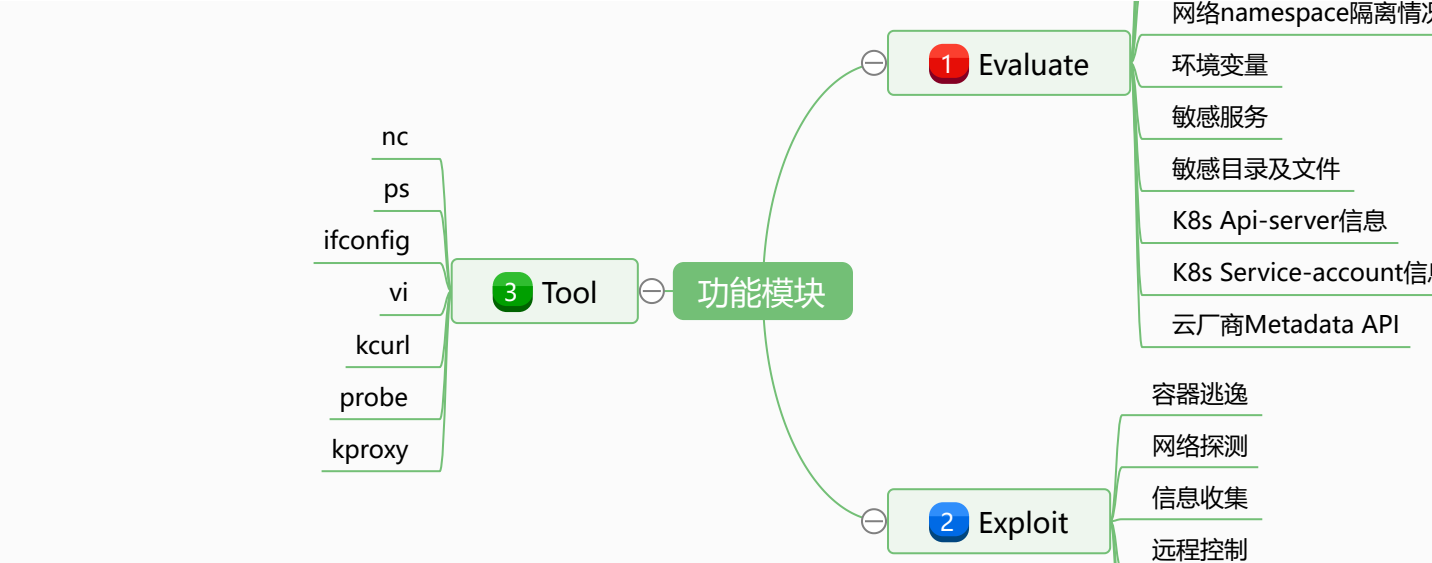 网络namespace隔离情况
1 Evaluate
环境变量
敏感服务
敏感目录及文件
K8s Api-server信息
K8s Service-account信息
云厂商Metadata API
nc
ps
ifconfig
vi
kcurl
probe
kproxy
3 Tool
功能模块
容器逃逸
网络探测
信息收集
远程控制
2 Exploit